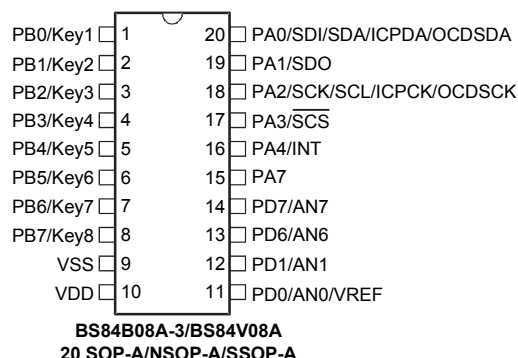 PB0/Key1 1 20 PA0/SDI/SDA/ICPDA/OCDSDA
PB1/Key2 2 19 PA1/SDO
PB2/Key3 3 18 PA2/SCK/SCL/ICPCK/OCDSCK
PB3/Key4 4 17 PA3/SCS
PB4/Key5 5 16 PA4/INT
PB5/Key6 6 15 PA7
PB6/Key7 7 14 PD7/AN7
PB7/Key8 8 13 PD6/AN6
VSS 9 12 PD1/AN1
VDD 10 11 PD0/AN0/VREF
BS84B08A-3/BS84V08A
20 SOP-A/NSOP-A/SSOP-A